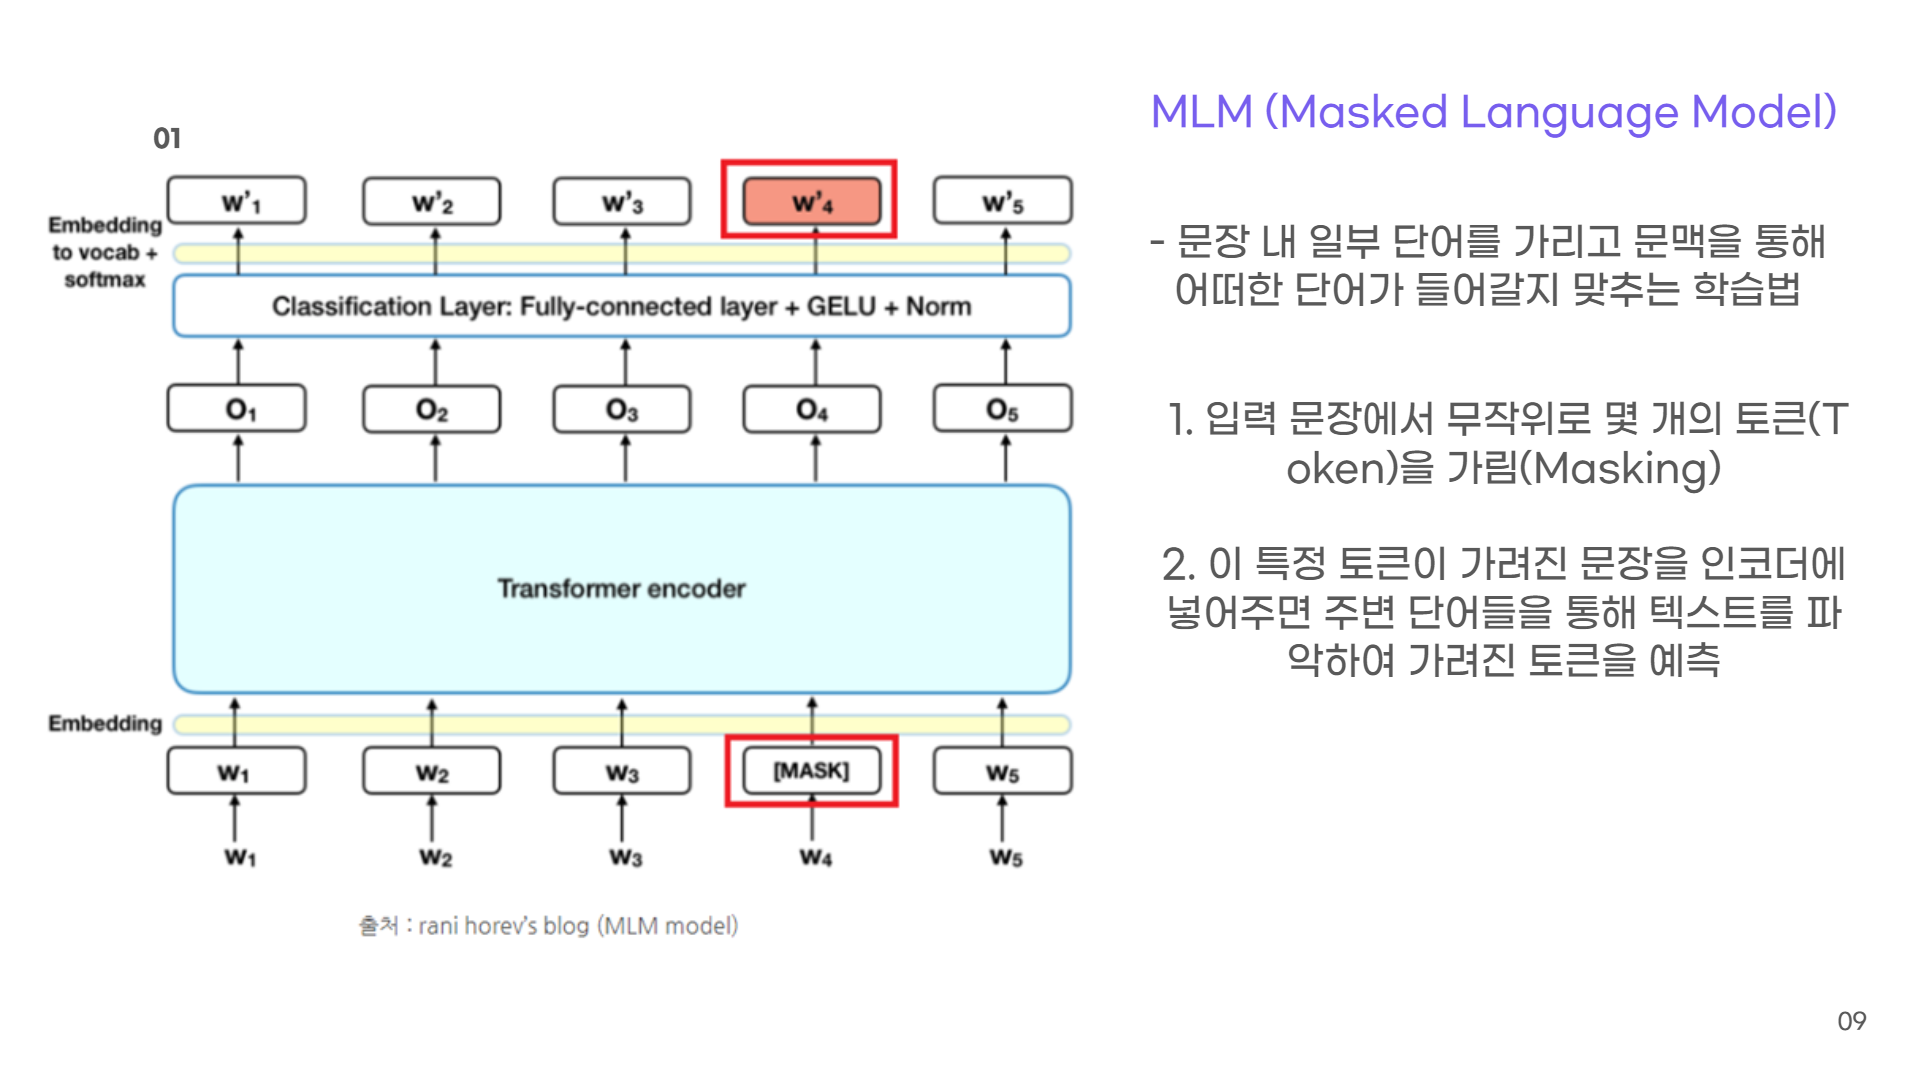 01
w'1 w'2 w'3 w'4 w'5
Embedding
to vocab +
softmax
Classification Layer: Fully-connected layer + GELU + Norm
O1 O2 O3 O4 O5
Transformer encoder
Embedding
W1 W2 W3 [MASK] W5
W1 W2 W3 W4 W5
출처 : rani horev's blog (MLM model)
MLM (Masked Language Model)
- 문장 내 일부 단어를 가리고 문맥을 통해
어떠한 단어가 들어갈지 맞추는 학습법
1. 입력 문장에서 무작위로 몇 개의 토큰(T
oken)을 가림(Masking)
2. 이 특정 토큰이 가려진 문장을 인코더에
넣어주면 주변 단어들을 통해 텍스트를 파
악하여 가려진 토큰을 예측
09